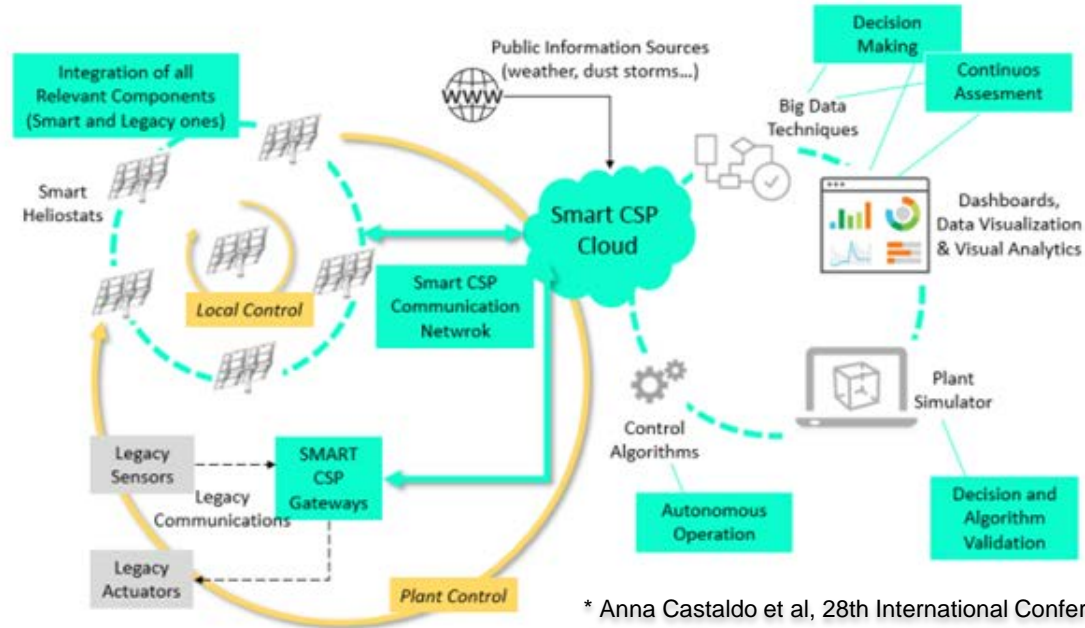 Decision
Making
Public Information Sources
(weather, dust storms...)
WWW
Integration of all
Relevant Components
(Smart and Legacy ones)
Continuos
Assesment
Big Data
Techniques
Smart
Heliostats
Smart CSP
Cloud
Dashboards,
Data Visualization
& Visual Analytics
Local Control
Smart CSP
Communication
Netwrok
Plant
Simulator
Control
Algorithms
Legacy
Sensors
SMART
CSP
Gateways
Legacy
Communications
Autonomous
Operation
Decision and
Algorithm
Validation
Legacy
Actuators
Plant Control
* Anna Castaldo et al, 28th International Confer